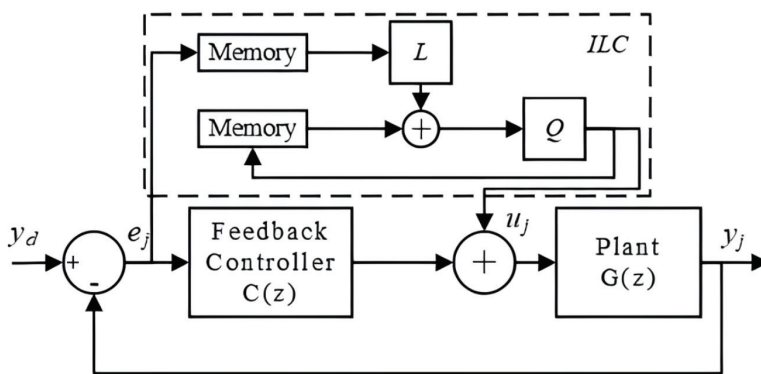 Memory
L
ILC
Memory
+
Q
y_d
+
-
e_j
Feedback
Controller
C(z)
+
u_j
Plant
G(z)
y_j